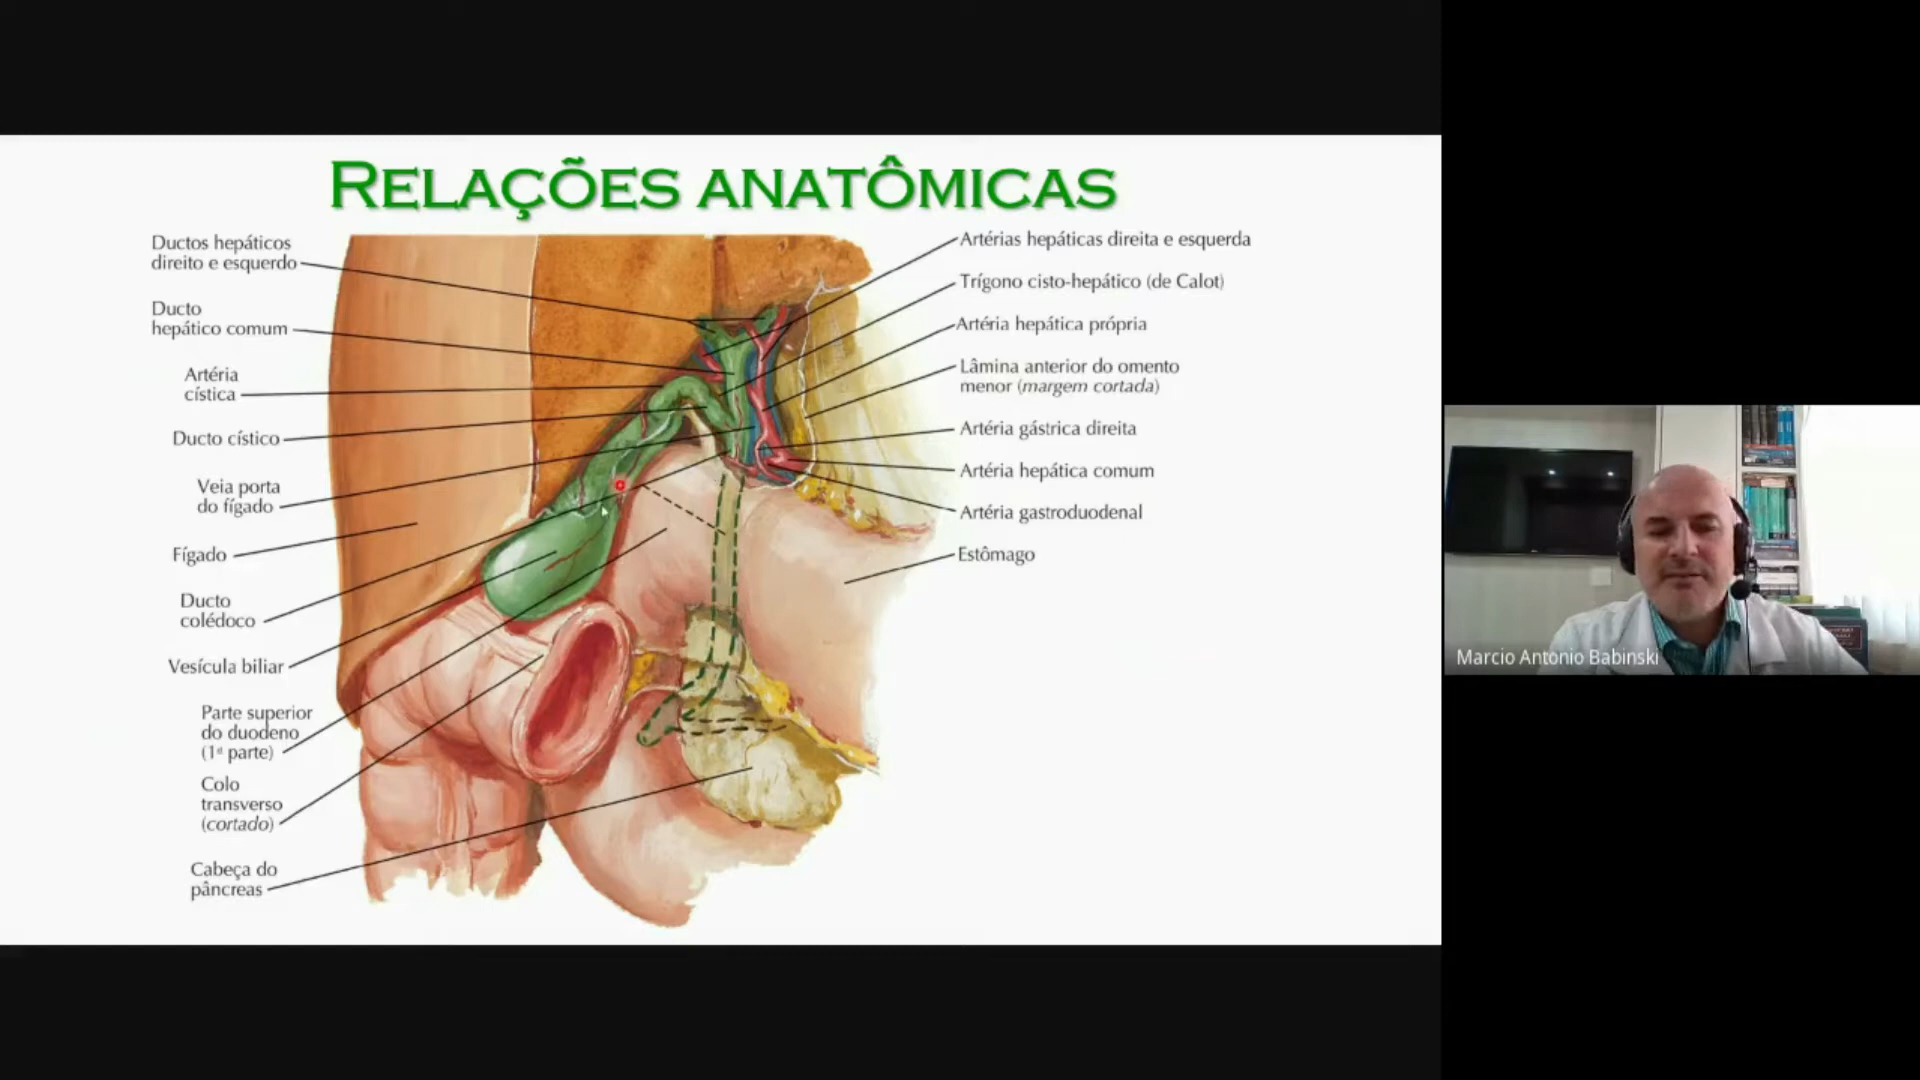 RELAÇÕES ANATÔMICAS
Ductos hepáticos
direito e esquerdo
Ducto
hepático comum
Artéria
cística
Ducto cístico
Veia porta
do fígado
Fígado
Ducto
colédoco
Vesícula biliar
Parte superior
do duodeno
(1ª parte)
Colo
transverso
(cortado)
Cabeça do
pâncreas
Artérias hepáticas direita e esquerda
Trígono cisto-hepático (de Calot)
Artéria hepática própria
Lâmina anterior do omento
menor (margem cortada)
Artéria gástrica direita
Artéria hepática comum
Artéria gastroduodenal
Estômago
Marcio Antonio Babinski